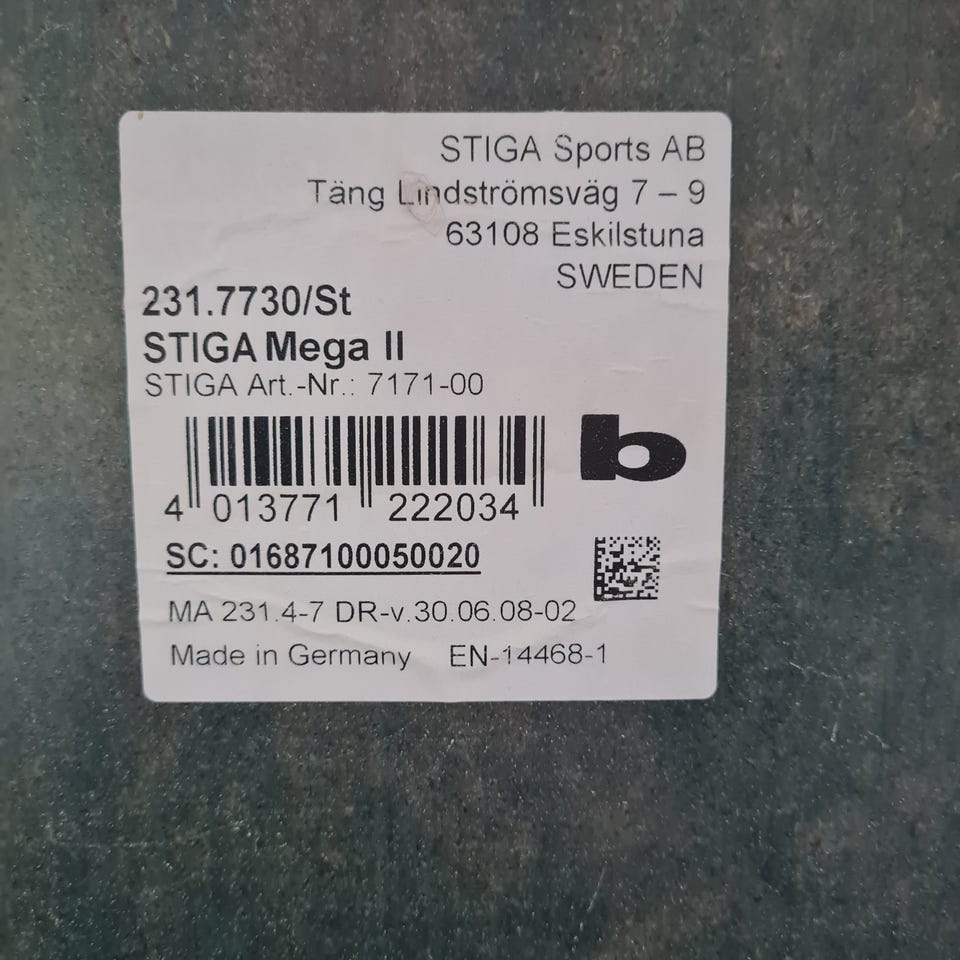 STIGA Sports AB
Täng Lindströmsväg 7 – 9
63108 Eskilstuna
SWEDEN
231.7730/St
STIGA Mega II
STIGA Art.-Nr.: 7171-00
b
4 013771 222034
SC: 01687100050020
MA 231.4-7 DR-v.30.06.08-02
Made in Germany EN-14468-1